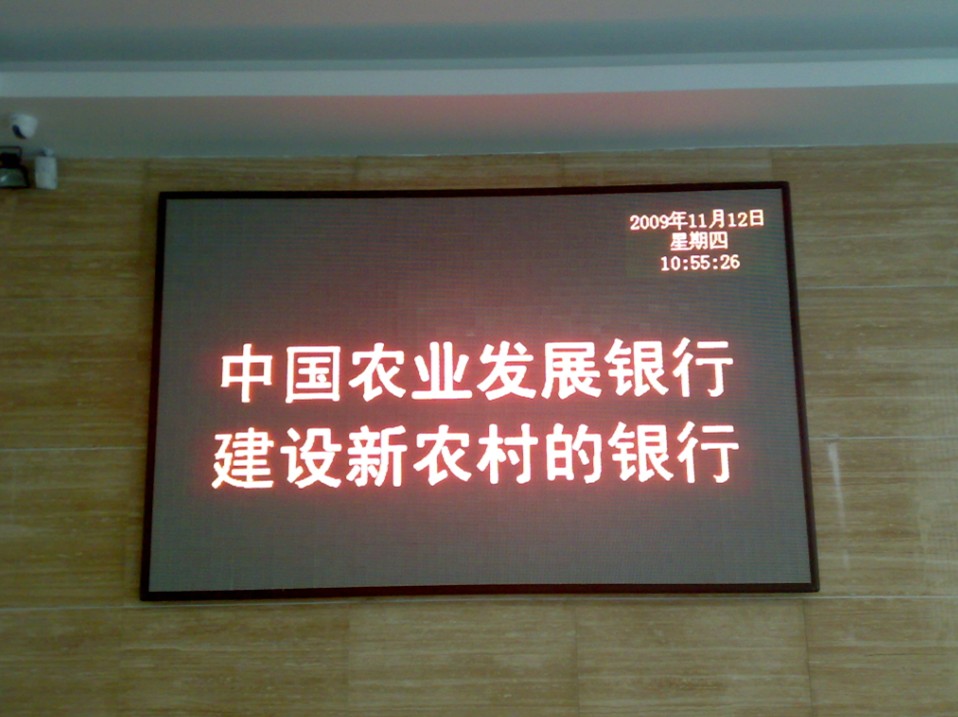 2009年11月12日
星期四
10:55:26
中国农业发展银行
建设新农村的银行